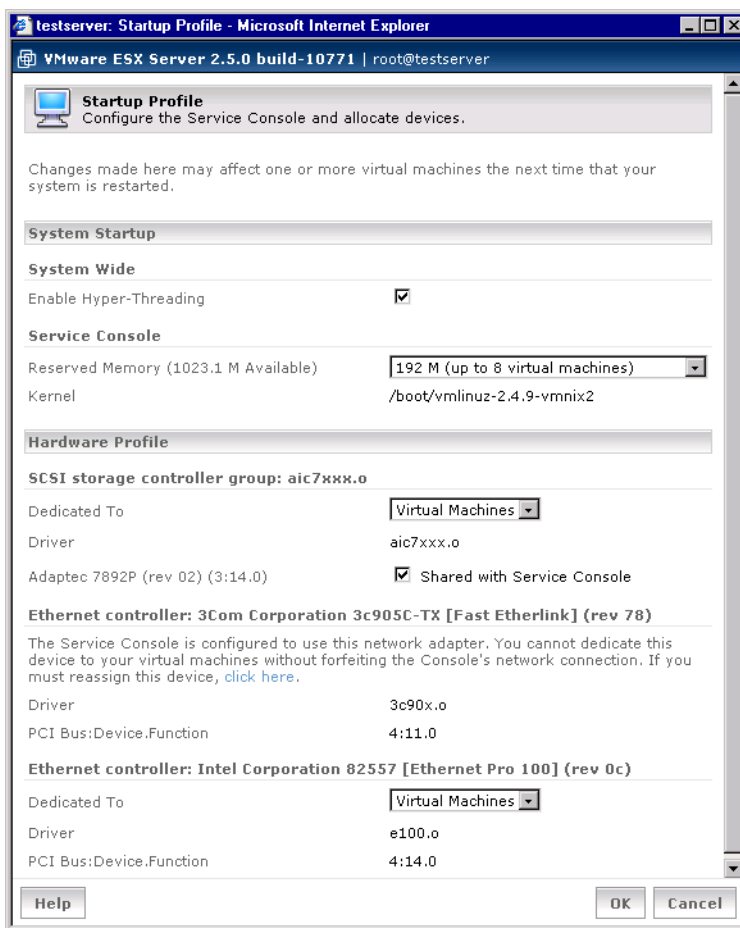 testserver: Startup Profile - Microsoft Internet Explorer
VMware ESX Server 2.5.0 build-10771 | root@testserver
Startup Profile
Configure the Service Console and allocate devices.
Changes made here may affect one or more virtual machines the next time that your
system is restarted.
System Startup
System Wide
Enable Hyper-Threading
Service Console
Reserved Memory (1023.1 M Available) 192 M (up to 8 virtual machines)
Kernel /boot/vmlinuz-2.4.9-vmnix2
Hardware Profile
SCSI storage controller group: aic7xxx.o
Dedicated To Virtual Machines
Driver aic7xxx.o
Adaptec 7892P (rev 02) (3:14.0) Shared with Service Console
Ethernet controller: 3Com Corporation 3c905C-TX [Fast Etherlink] (rev 78)
The Service Console is configured to use this network adapter. You cannot dedicate this
device to your virtual machines without forfeiting the Console's network connection. If you
must reassign this device, click here.
Driver 3c90x.o
PCI Bus:Device.Function 4:11.0
Ethernet controller: Intel Corporation 82557 [Ethernet Pro 100] (rev 0c)
Dedicated To Virtual Machines
Driver e100.o
PCI Bus:Device.Function 4:14.0
Help OK Cancel